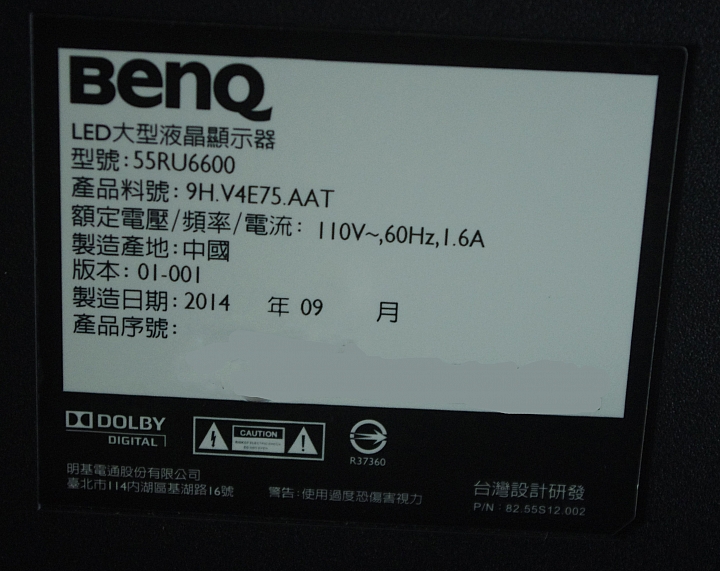 BenQ
LED大型液晶顯示器
型號:55RU6600
產品料號:9H.V4E75.AAT
額定電壓/頻率/電流: 110V~,60Hz,1.6A
製造產地:中國
版本: 01-001
製造日期: 2014 年 09 月
產品序號:
DOLBY
DIGITAL
CAUTION
R37360
明基電通股份有限公司
臺北市114內湖區基湖路16號
警告:使用過度恐傷害視力
台灣設計研發
P/N : 82.55S12.002